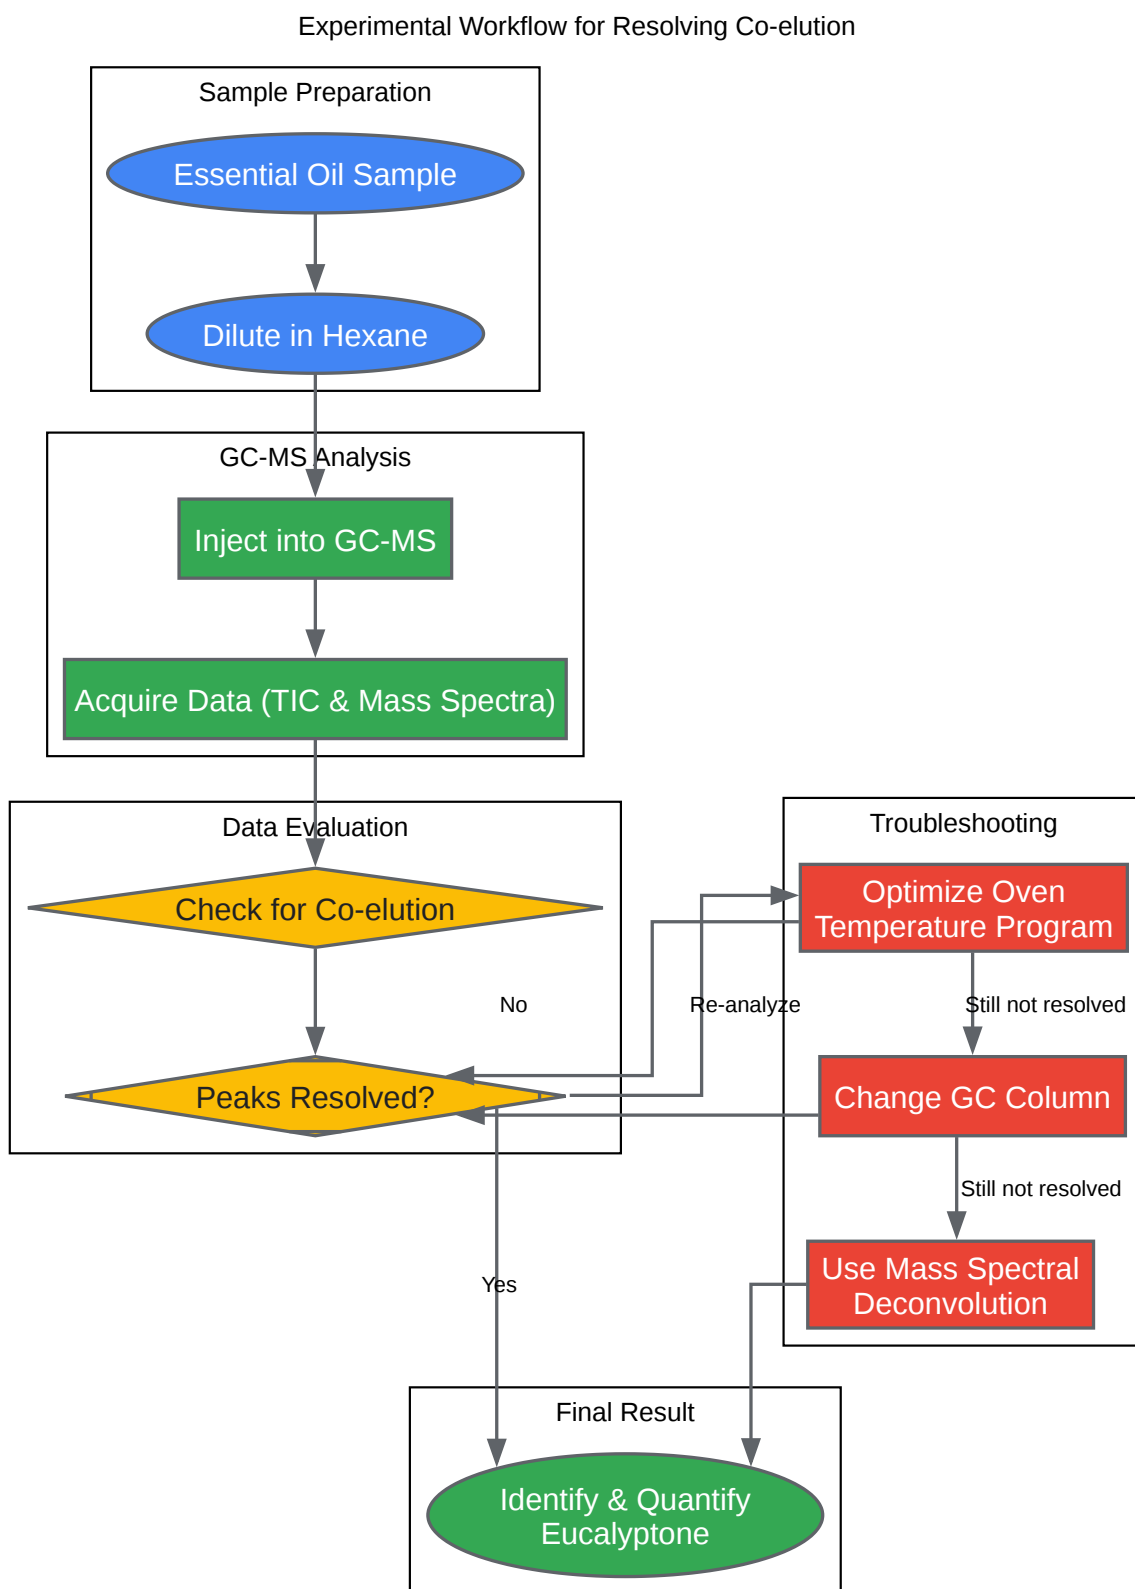 Experimental Workflow for Resolving Co-elution
Sample Preparation
Essential Oil Sample
Dilute in Hexane
GC-MS Analysis
Inject into GC-MS
Acquire Data (TIC & Mass Spectra)
Data Evaluation
Check for Co-elution
No
Peaks Resolved?
Yes
Troubleshooting
Optimize Oven
Temperature Program
Re-analyze
Still not resolved
Change GC Column
Still not resolved
Use Mass Spectral
Deconvolution
Final Result
Identify & Quantify
Eucalyptone